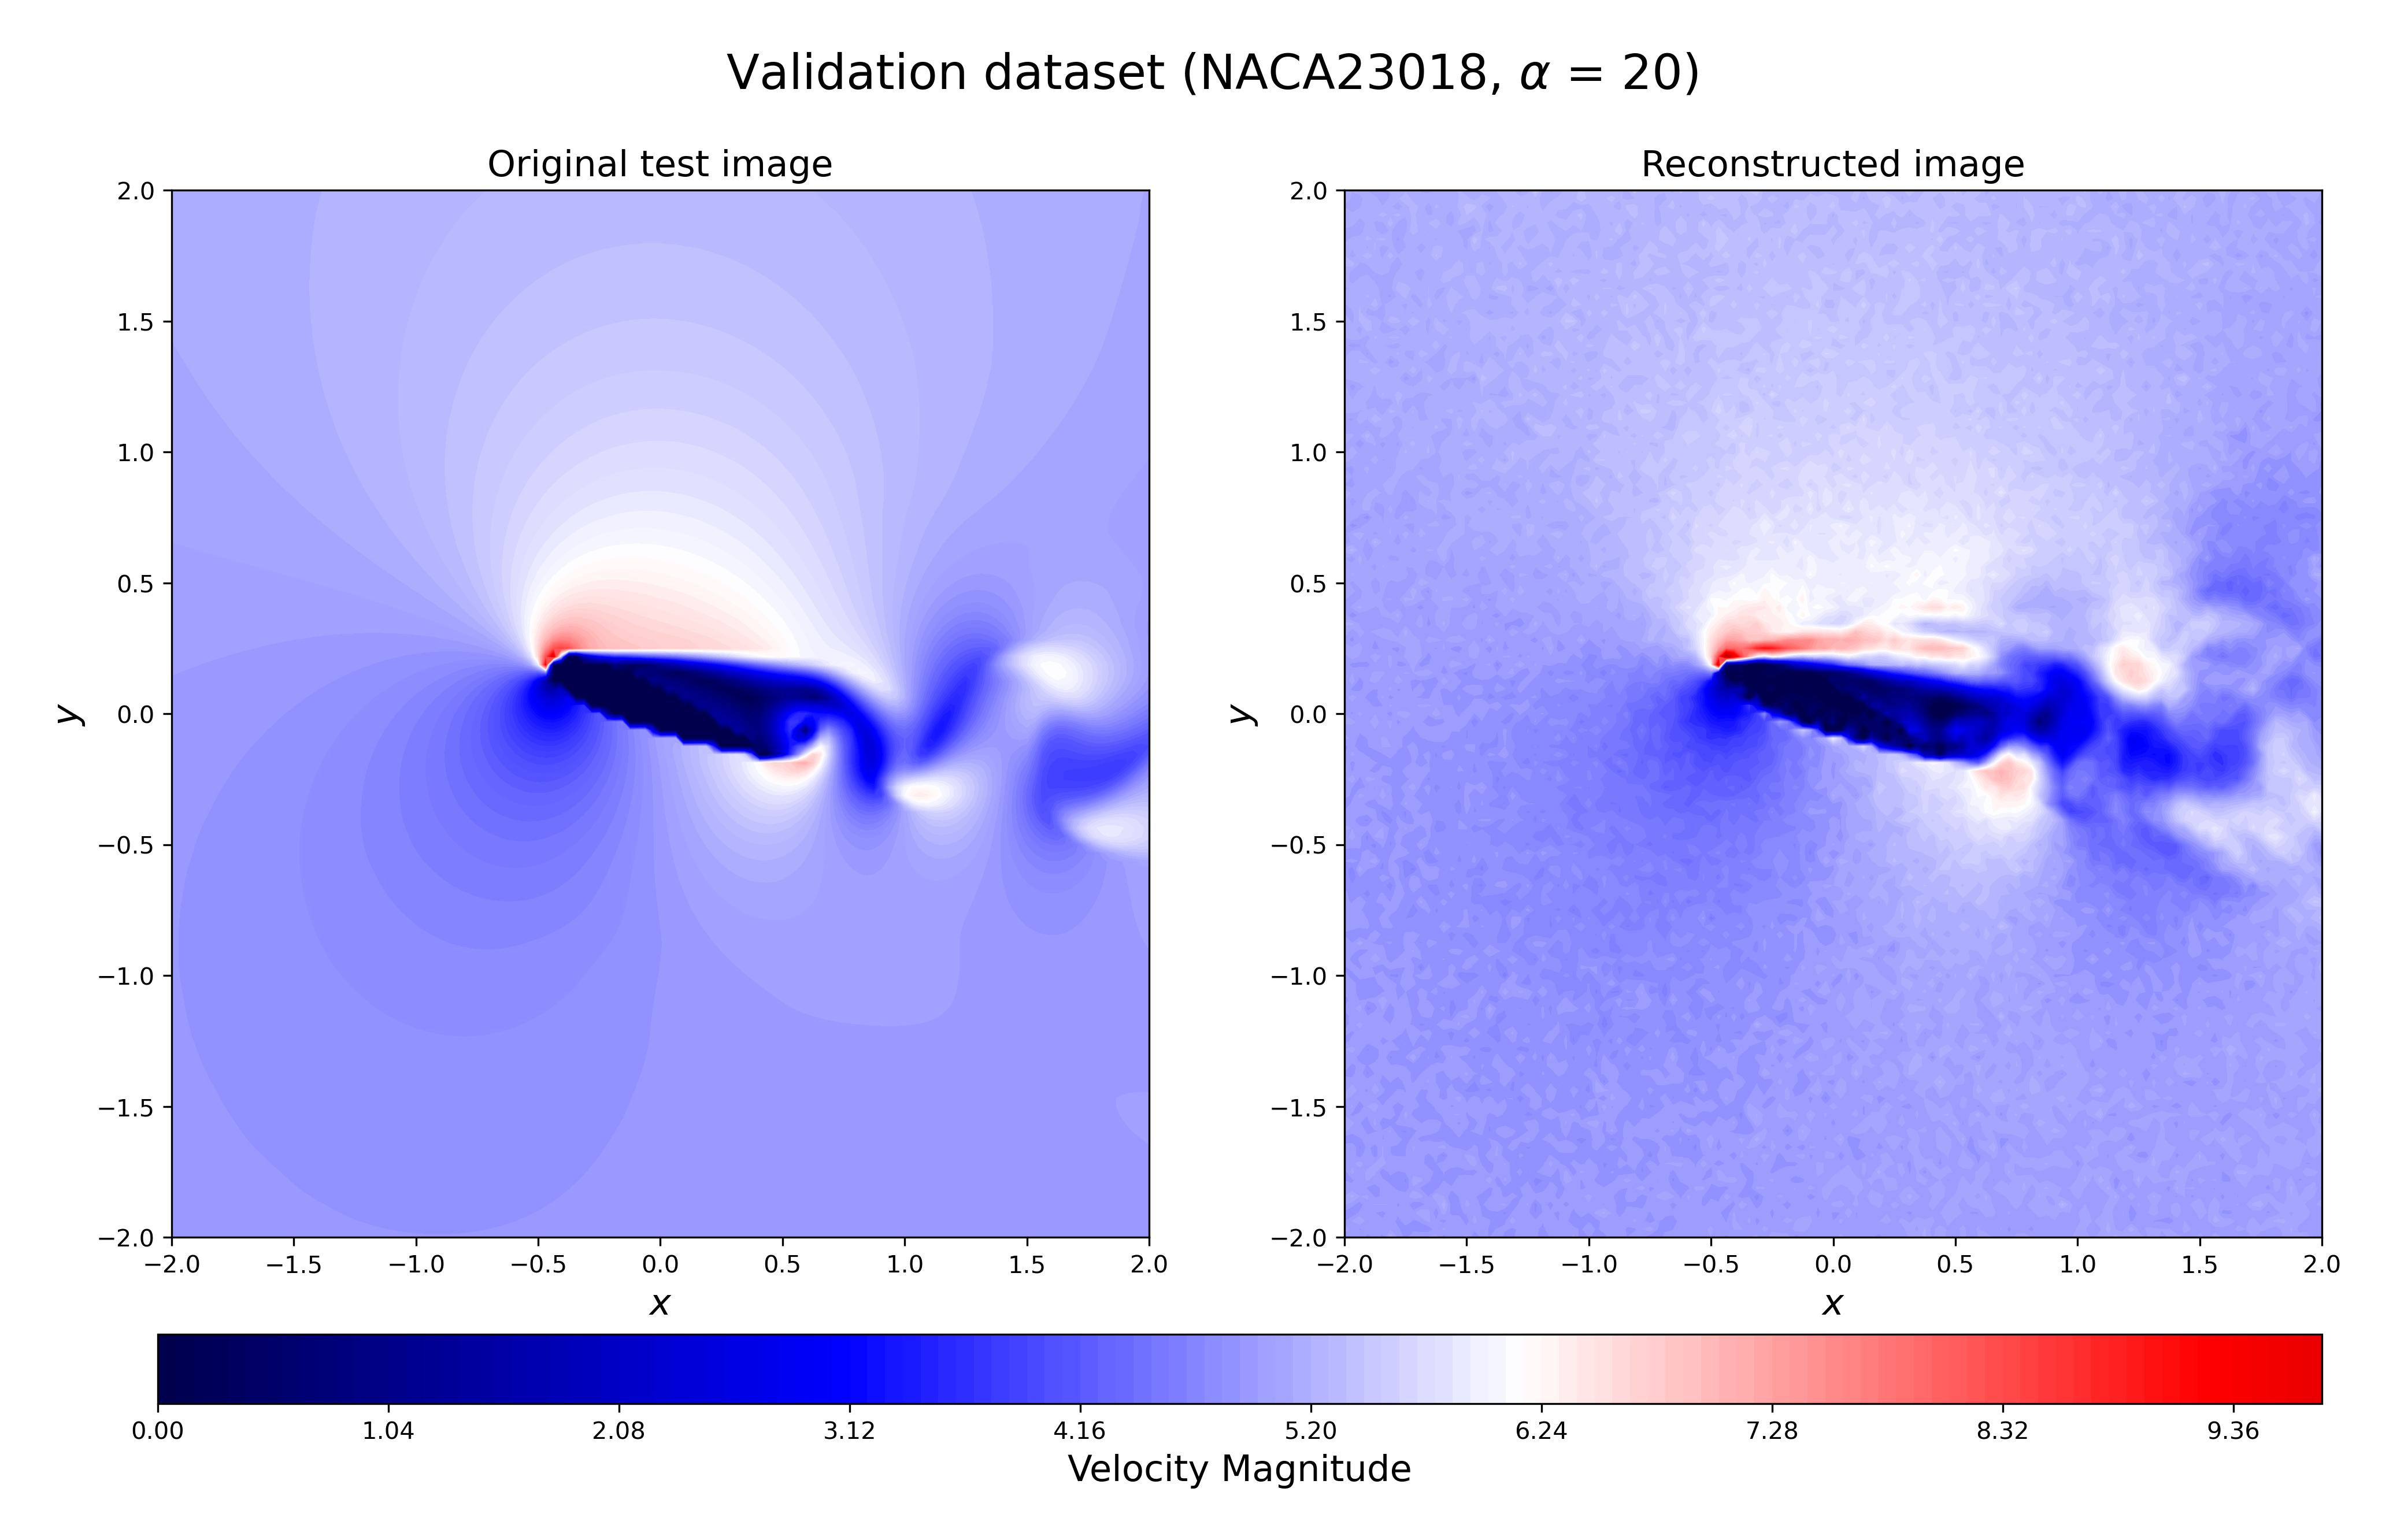 Validation dataset (NACA23018, α = 20)
Original test image
2.0
1.5
1.0
0.5
0.0
−0.5
−1.0
−1.5
−2.0
y
−2.0 −1.5 −1.0 −0.5 0.0 0.5 1.0 1.5 2.0
x
Reconstructed image
2.0
1.5
1.0
0.5
0.0
−0.5
−1.0
−1.5
−2.0
y
−2.0 −1.5 −1.0 −0.5 0.0 0.5 1.0 1.5 2.0
x
0.00 1.04 2.08 3.12 4.16 5.20 6.24 7.28 8.32 9.36
Velocity Magnitude